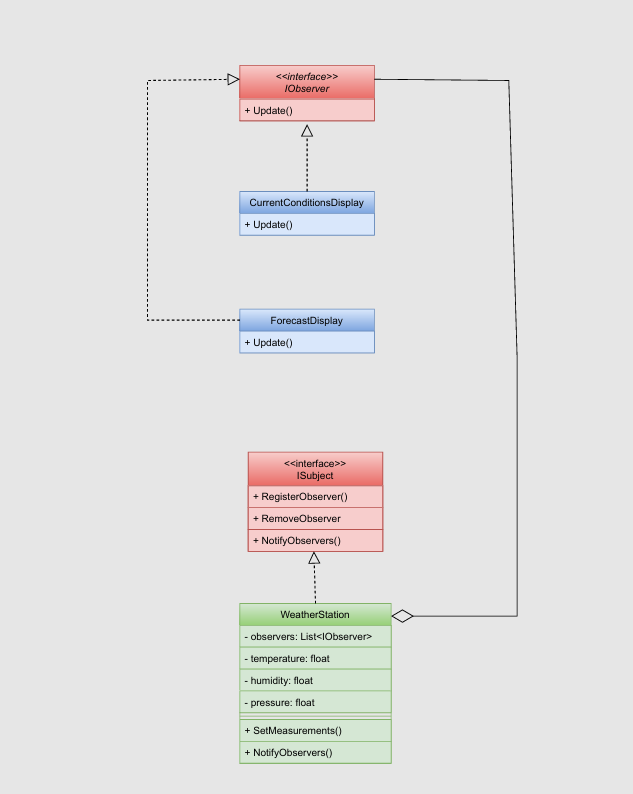 <<interface>>
IObserver
+ Update()
CurrentConditionsDisplay
+ Update()
ForecastDisplay
+ Update()
<<interface>>
ISubject
+ RegisterObserver()
+ RemoveObserver
+ NotifyObservers()
WeatherStation
- observers: List<IObserver>
- temperature: float
- humidity: float
- pressure: float
+ SetMeasurements()
+ NotifyObservers()